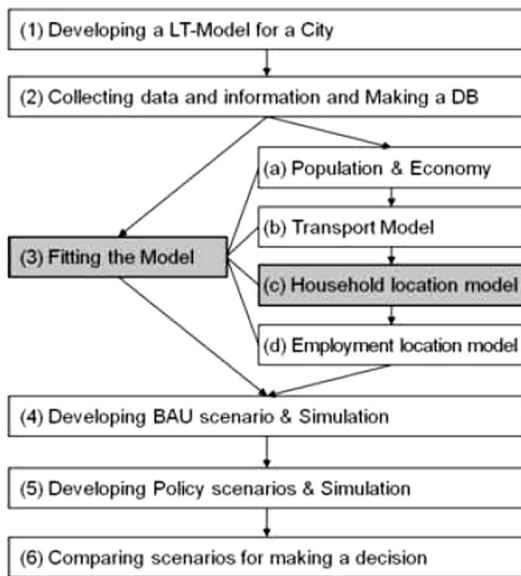 (1) Developing a LT-Model for a City
(2) Collecting data and information and Making a DB
(a) Population & Economy
(b) Transport Model
(3) Fitting the Model
(c) Household location model
(d) Employment location model
(4) Developing BAU scenario & Simulation
(5) Developing Policy scenarios & Simulation
(6) Comparing scenarios for making a decision